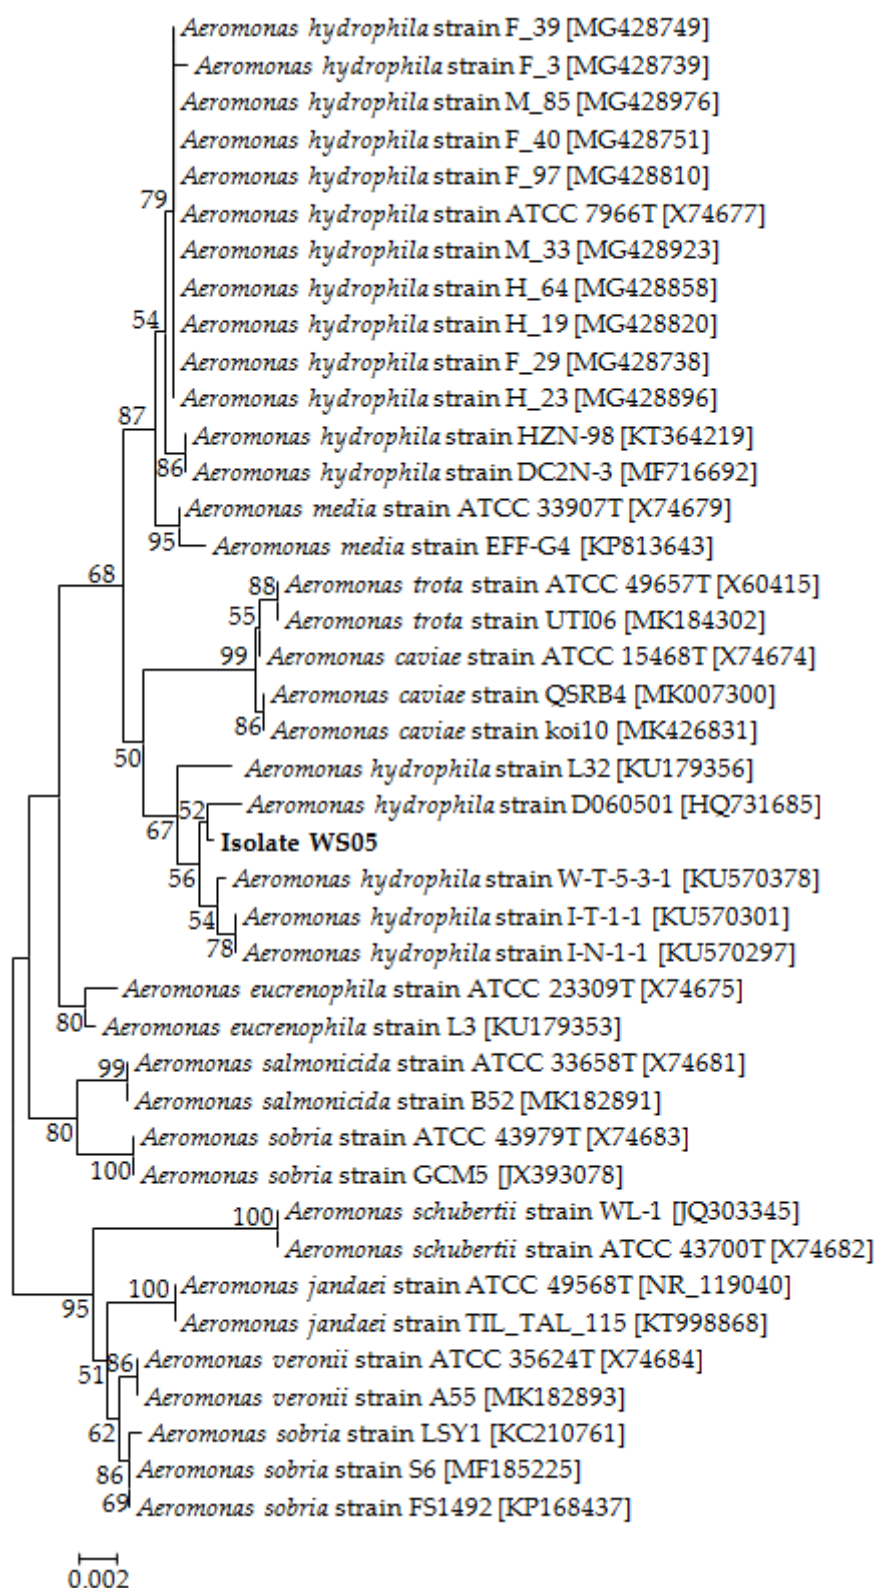 Aeromonas hydrophila strain F_39 [MG428749]
Aeromonas hydrophila strain F_3 [MG428739]
Aeromonas hydrophila strain M_85 [MG428976]
Aeromonas hydrophila strain F_40 [MG428751]
Aeromonas hydrophila strain F_97 [MG428810]
79
Aeromonas hydrophila strain ATCC 7966T [X74677]
Aeromonas hydrophila strain M_33 [MG428923]
Aeromonas hydrophila strain H_64 [MG428858]
54
Aeromonas hydrophila strain H_19 [MG428820]
Aeromonas hydrophila strain F_29 [MG428738]
Aeromonas hydrophila strain H_23 [MG428896]
87
Aeromonas hydrophila strain HZN-98 [KT364219]
86
Aeromonas hydrophila strain DC2N-3 [MF716692]
Aeromonas media strain ATCC 33907T [X74679]
95
Aeromonas media strain EFF-G4 [KP813643]
68
88
Aeromonas trota strain ATCC 49657T [X60415]
55
Aeromonas trota strain UTI06 [MK184302]
99
Aeromonas caviae strain ATCC 15468T [X74674]
Aeromonas caviae strain QSRB4 [MK007300]
86
Aeromonas caviae strain koi10 [MK426831]
50
Aeromonas hydrophila strain L32 [KU179356]
52
Aeromonas hydrophila strain D060501 [HQ731685]
67
Isolate WS05
56
Aeromonas hydrophila strain W-T-5-3-1 [KU570378]
54
Aeromonas hydrophila strain I-T-1-1 [KU570301]
78
Aeromonas hydrophila strain I-N-1-1 [KU570297]
Aeromonas eucrenophila strain ATCC 23309T [X74675]
80
Aeromonas eucrenophila strain L3 [KU179353]
99
Aeromonas salmonicida strain ATCC 33658T [X74681]
Aeromonas salmonicida strain B52 [MK182891]
80
Aeromonas sobria strain ATCC 43979T [X74683]
100
Aeromonas sobria strain GCM5 [JX393078]
100
Aeromonas schubertii strain WL-1 [JQ303345]
Aeromonas schubertii strain ATCC 43700T [X74682]
100
Aeromonas jandaei strain ATCC 49568T [NR_119040]
95
Aeromonas jandaei strain TIL_TAL_115 [KT998868]
86
Aeromonas veronii strain ATCC 35624T [X74684]
51
Aeromonas veronii strain A55 [MK182893]
62
Aeromonas sobria strain LSY1 [KC210761]
86
Aeromonas sobria strain S6 [MF185225]
69
Aeromonas sobria strain FS1492 [KP168437]
0.002